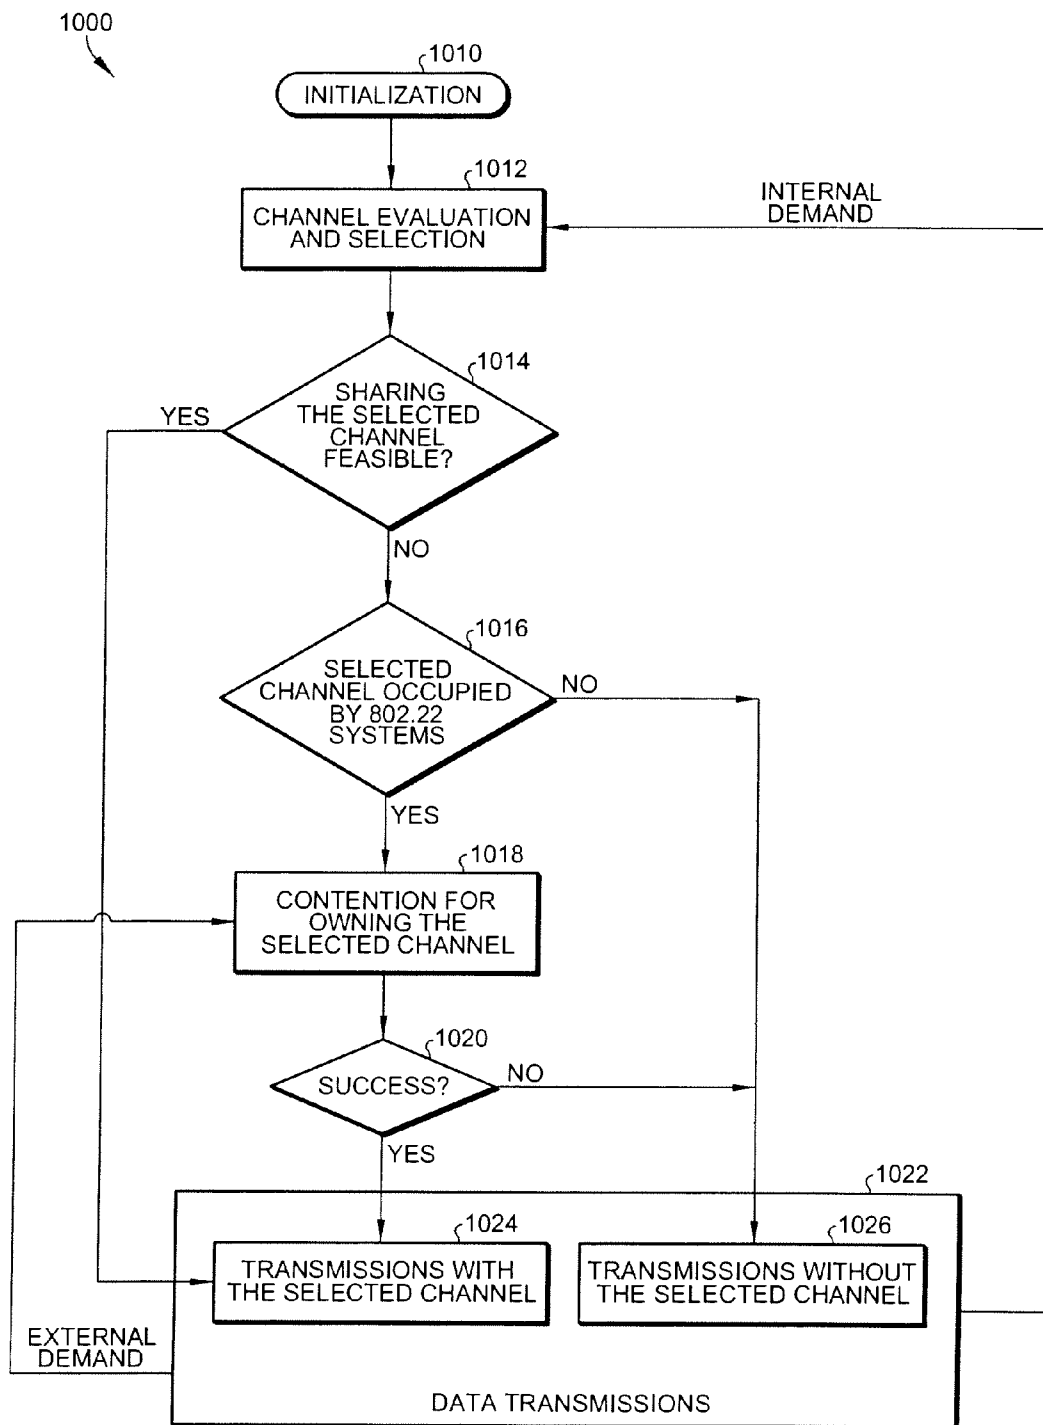 1000
1010
INITIALIZATION
1012
CHANNEL EVALUATION
AND SELECTION
INTERNAL
DEMAND
1014
SHARING
THE SELECTED
CHANNEL
FEASIBLE?
YES
NO
1016
SELECTED
CHANNEL OCCUPIED
BY 802.22
SYSTEMS
NO
YES
1018
CONTENTION FOR
OWNING THE
SELECTED CHANNEL
1020
SUCCESS?
NO
YES
1022
1024
TRANSMISSIONS WITH
THE SELECTED CHANNEL
1026
TRANSMISSIONS WITHOUT
THE SELECTED CHANNEL
EXTERNAL
DEMAND
DATA TRANSMISSIONS